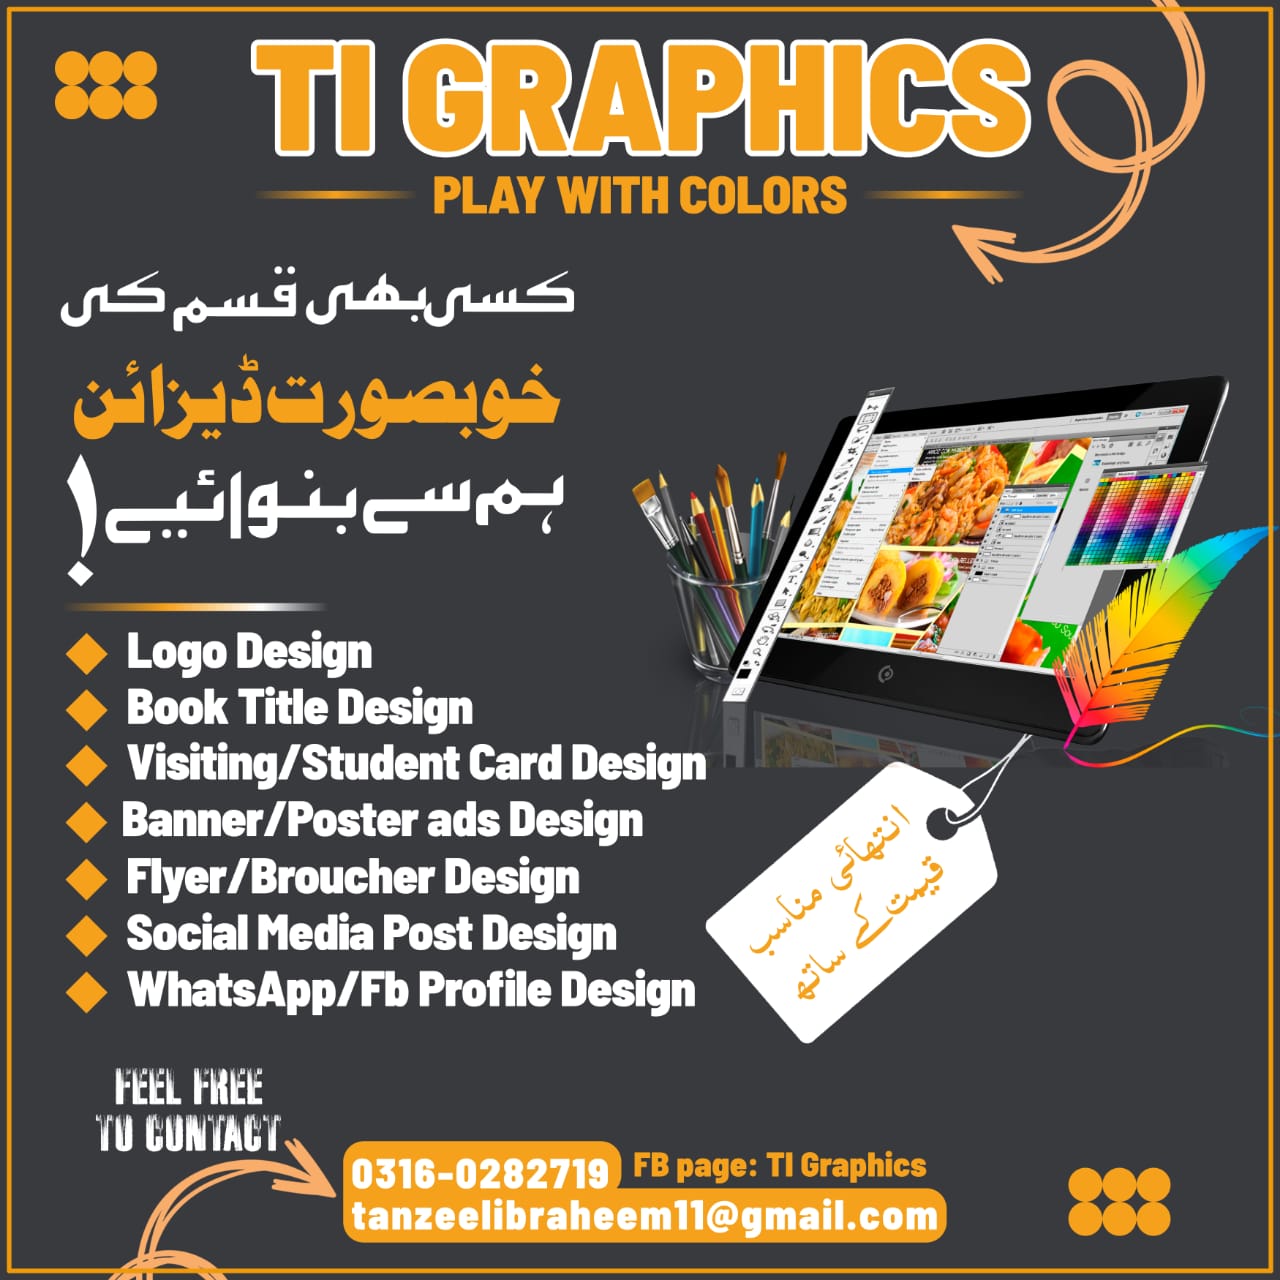 TI GRAPHICS
PLAY WITH COLORS
کسی بھی قسم کی
خوبصورت ڈیزائن
ہم سے بنوائیے!
Logo Design
Book Title Design
Visiting/Student Card Design
Banner/Poster ads Design
Flyer/Broucher Design
Social Media Post Design
WhatsApp/Fb Profile Design
انتہائی مناسب
قیمت کے ساتھ
FEEL FREE
TO CONTACT
0316-0282719
FB page: TI Graphics
tanzeelibraheem11@gmail.com